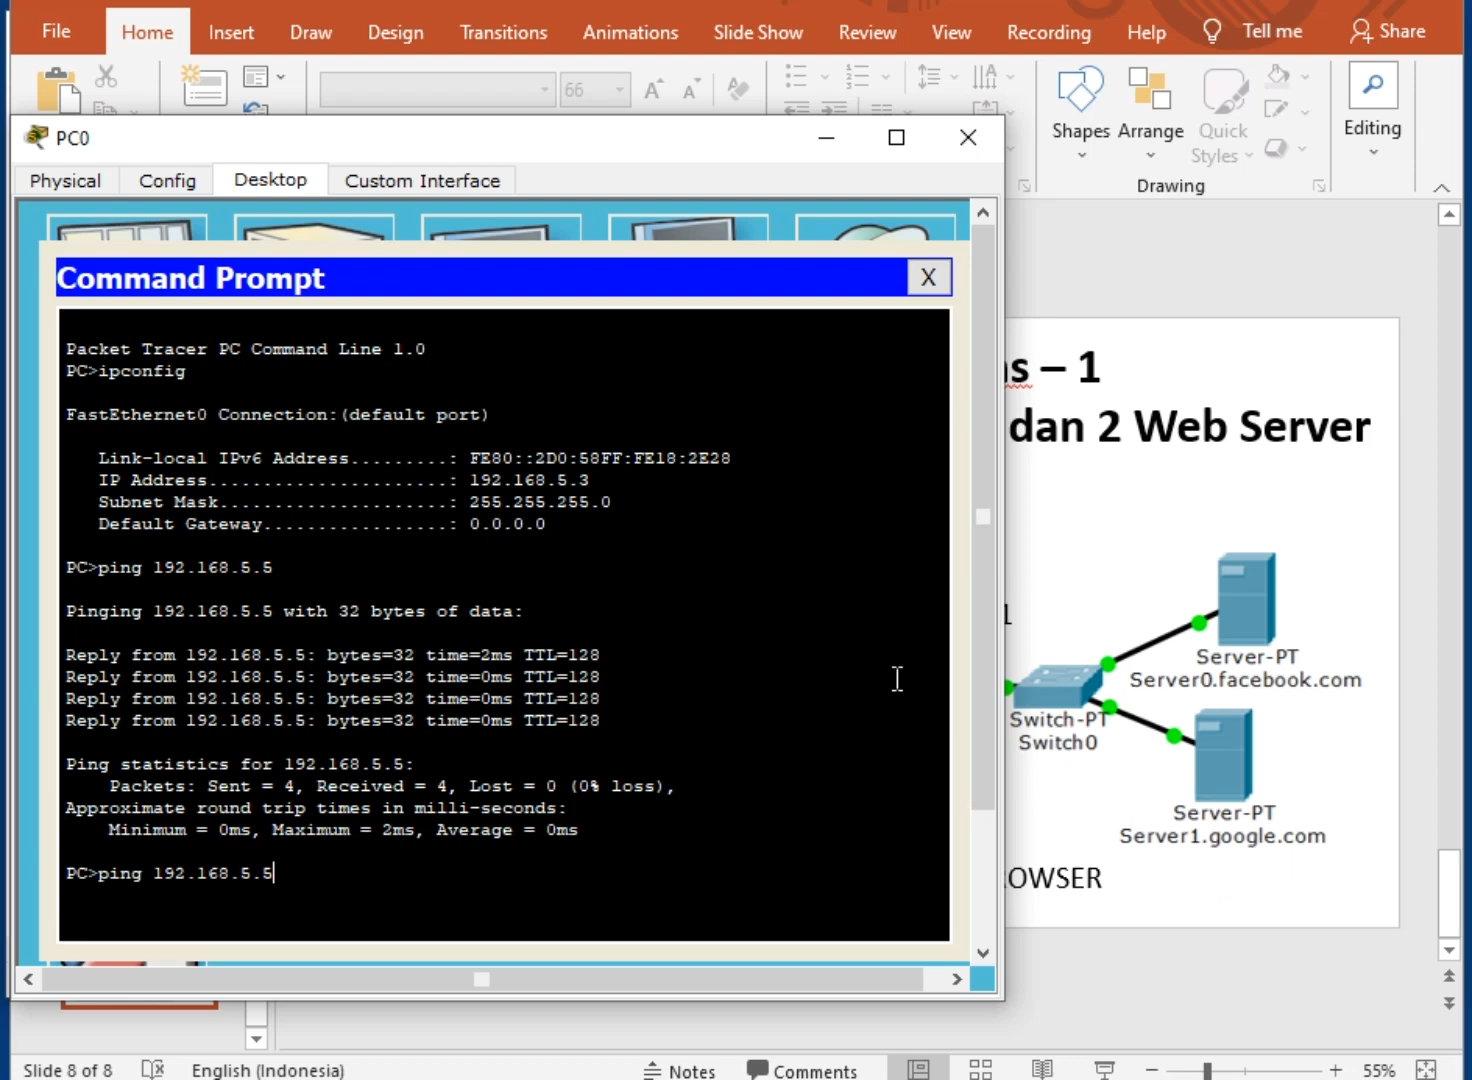 File Home Insert Draw Design Transitions Animations Slide Show Review View Recording Help Tell me Share
66
Shapes Arrange Quick Styles Editing
Drawing
PC0
Physical Config Desktop Custom Interface
Command Prompt X
Packet Tracer PC Command Line 1.0
PC>ipconfig
FastEthernet0 Connection:(default port)
Link-local IPv6 Address.........: FE80::2D0:58FF:FE18:2E28
IP Address......................: 192.168.5.3
Subnet Mask.....................: 255.255.255.0
Default Gateway.................: 0.0.0.0
PC>ping 192.168.5.5
Pinging 192.168.5.5 with 32 bytes of data:
Reply from 192.168.5.5: bytes=32 time=2ms TTL=128
Reply from 192.168.5.5: bytes=32 time=0ms TTL=128
Reply from 192.168.5.5: bytes=32 time=0ms TTL=128
Reply from 192.168.5.5: bytes=32 time=0ms TTL=128
Ping statistics for 192.168.5.5:
Packets: Sent = 4, Received = 4, Lost = 0 (0% loss),
Approximate round trip times in milli-seconds:
Minimum = 0ms, Maximum = 2ms, Average = 0ms
PC>ping 192.168.5.5
– 1
dan 2 Web Server
Server-PT
Server0.facebook.com
Switch-PT
Switch0
Server-PT
Server1.google.com
OWSER
Slide 8 of 8 English (Indonesia) Notes Comments 55%